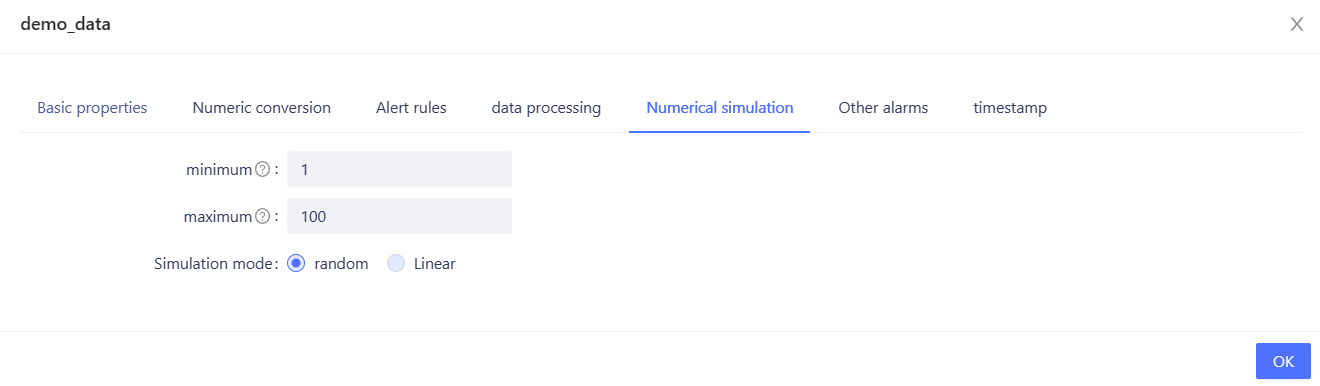 demo_data
Basic properties Numeric conversion Alert rules data processing Numerical simulation Other alarms timestamp
minimum ? : 1
maximum ? : 100
Simulation mode: random Linear
OK